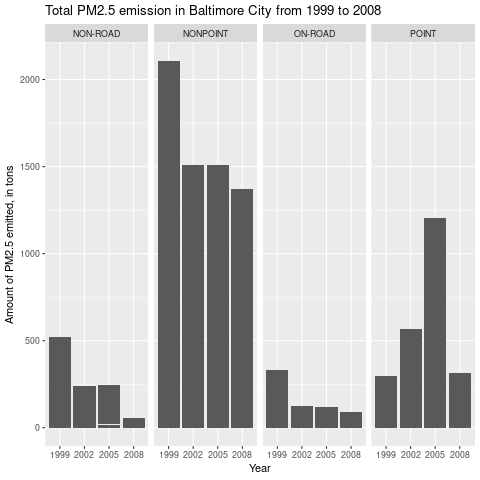 Total PM2.5 emission in Baltimore City from 1999 to 2008
NON-ROAD NONPOINT ON-ROAD POINT
2000
1500
1000
500
0
Amount of PM2.5 emitted, in tons
1999 2002 2005 2008 1999 2002 2005 2008 1999 2002 2005 2008 1999 2002 2005 2008
Year